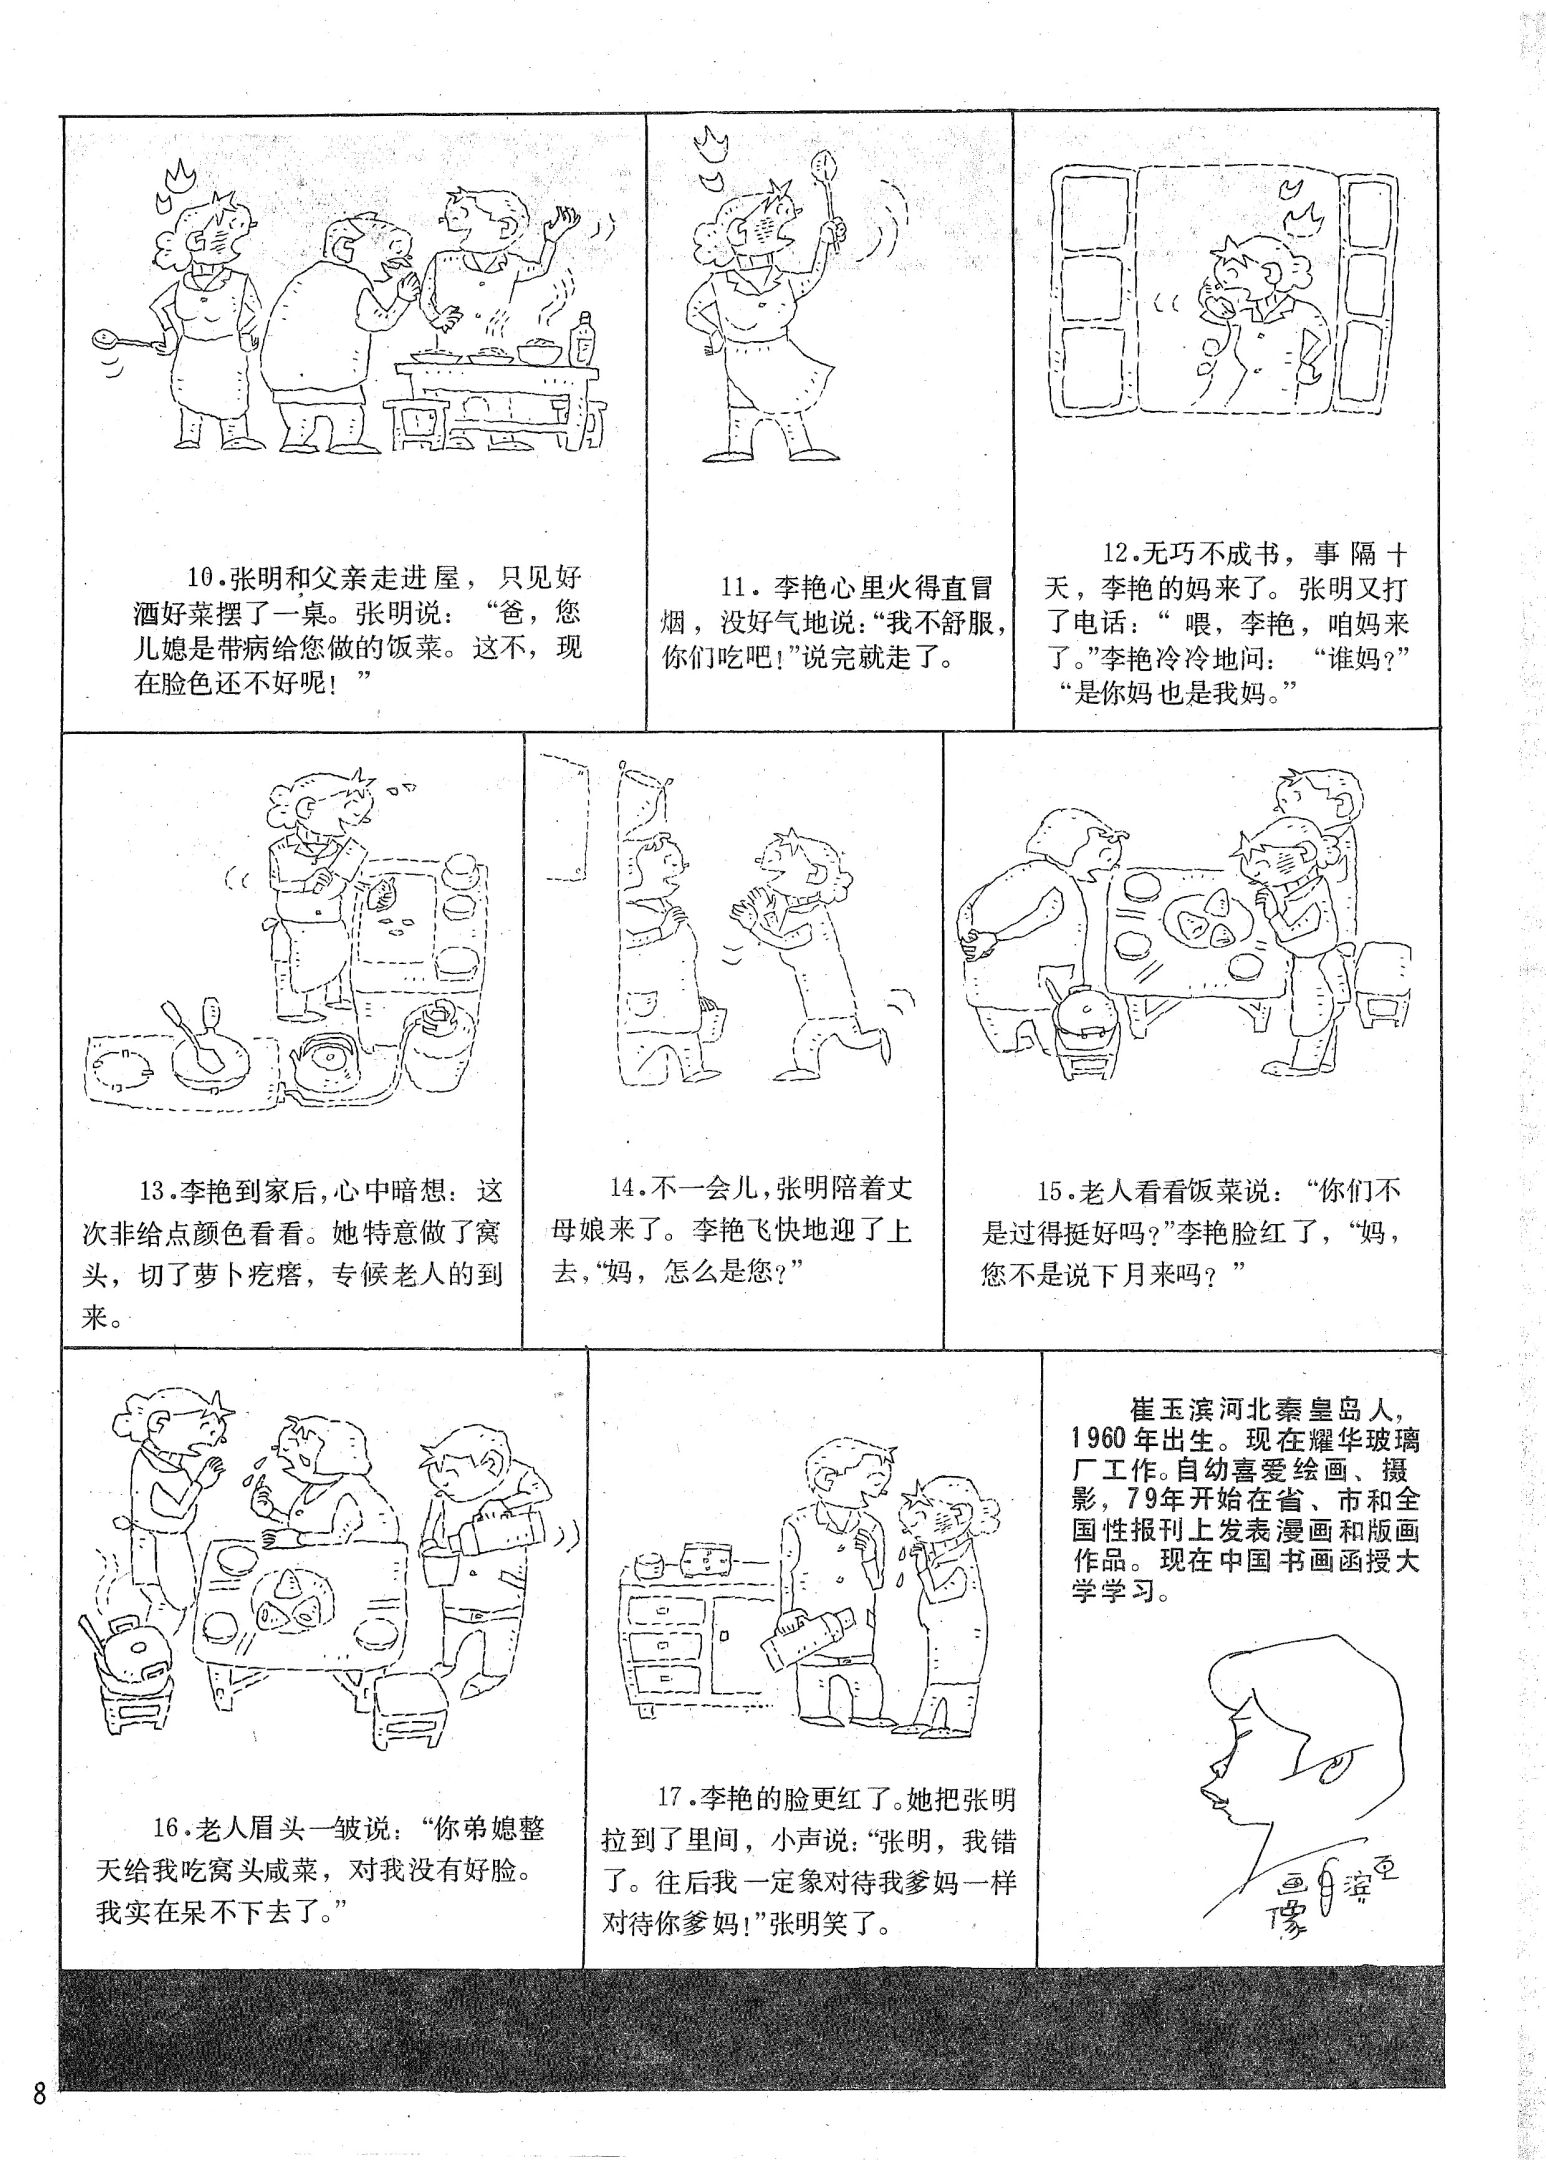 10.张明和父亲走进屋，只见好
酒好菜摆了一桌。张明说：“爸，您
儿媳是带病给您做的饭菜。这不，现
在脸色还不好呢！”
11.李艳心里火得直冒
烟，没好气地说：“我不舒服，
你们吃吧！”说完就走了。
12.无巧不成书，事隔十
天，李艳的妈来了。张明又打
了电话：“喂，李艳，咱妈来
了。”李艳冷冷地问：“谁妈？”
“是你妈也是我妈。”
13.李艳到家后，心中暗想：这
次非给点颜色看看。她特意做了窝
头，切了萝卜疙瘩，专候老人的到
来。
14.不一会儿，张明陪着丈
母娘来了。李艳飞快地迎了上
去，“妈，怎么是您？”
15.老人看看饭菜说：“你们不
是过得挺好吗？”李艳脸红了，“妈，
您不是说下月来吗？”
16.老人眉头一皱说：“你弟媳整
天给我吃窝头咸菜，对我没有好脸。
我实在呆不下去了。”
17.李艳的脸更红了。她把张明
拉到了里间，小声说：“张明，我错
了。往后我一定象对待我爹妈一样
对待你爹妈！”张明笑了。
崔玉滨河北秦皇岛人，
1960年出生。现在耀华玻璃
厂工作。自幼喜爱绘画、摄
影，79年开始在省、市和全
国性报刊上发表漫画和版画
作品。现在中国书画函授大
学学习。
玉滨自画像
8